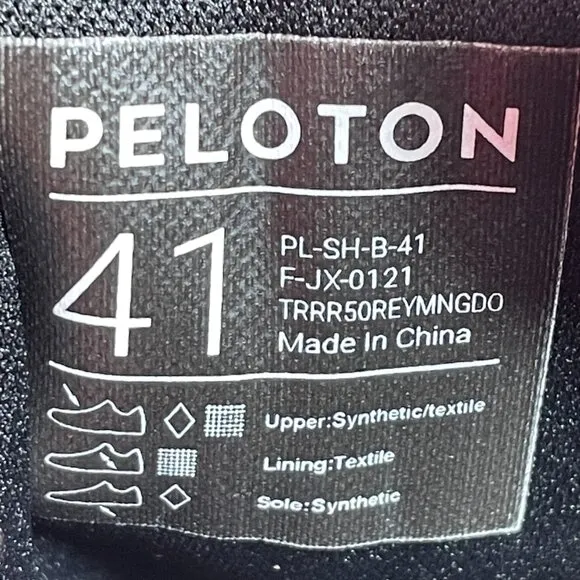 PELOTON
41
PL-SH-B-41
F-JX-0121
TRRR50REYMNGDO
Made In China
Upper:Synthetic/textile
Lining:Textile
Sole:Synthetic